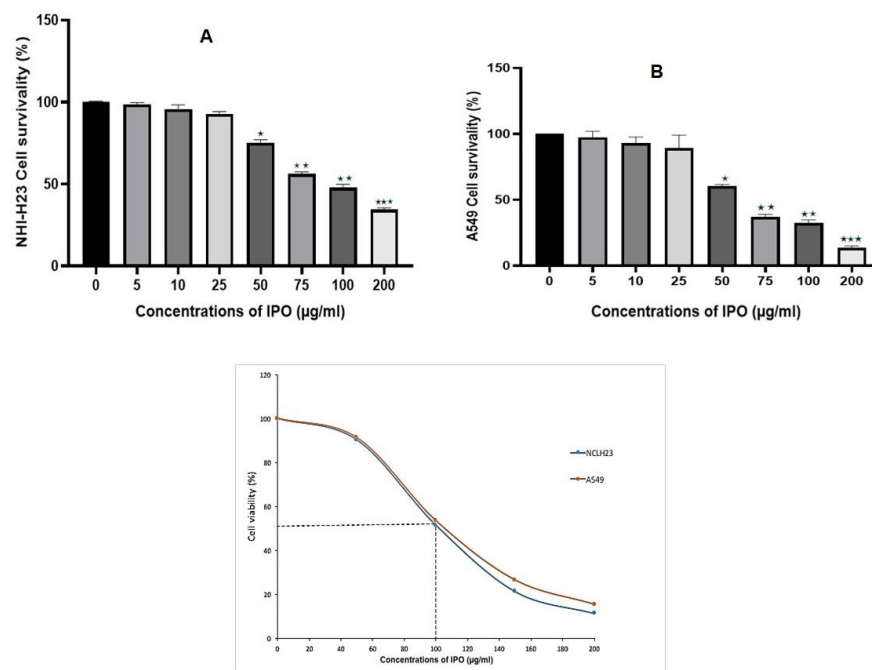 A
NHI-H23 Cell survivality (%)
150
100
50
0
★
★ ★
★ ★
★★★
0 5 10 25 50 75 100 200
Concentrations of IPO (µg/ml)
B
A549 Cell survivality (%)
150
100
50
0
★
★ ★
★★
★★★
0 5 10 25 50 75 100 200
Concentrations of IPO (µg/ml)
Cell viability (%)
120
100
80
60
40
20
0
NCLH23
A549
0 20 40 60 80 100 120 140 160 180 200
Concentrations of IPO (µg/ml)